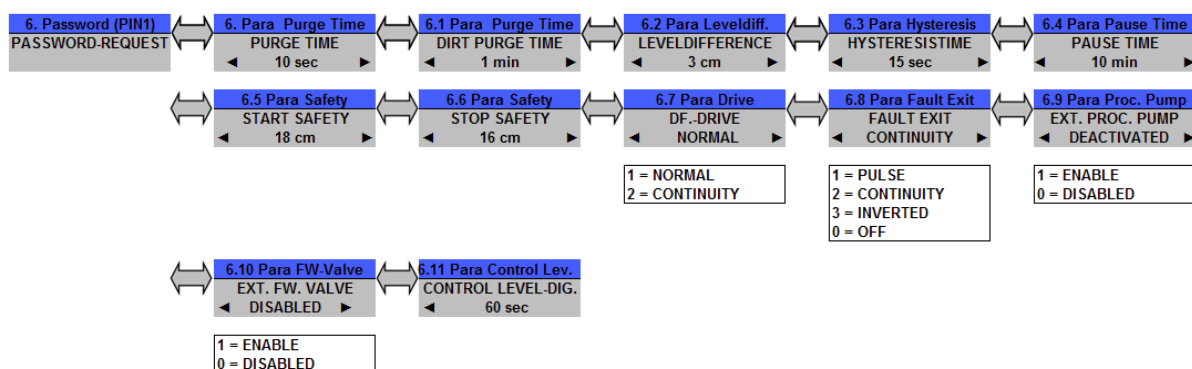 6. Password (PIN1)
PASSWORD-REQUEST
6. Para Purge Time
PURGE TIME
◄ 10 sec ►
6.1 Para Purge Time
DIRT PURGE TIME
◄ 1 min ►
6.2 Para Leveldiff.
LEVELDIFFERENCE
◄ 3 cm ►
6.3 Para Hysteresis
HYSTERESISTIME
◄ 15 sec ►
6.4 Para Pause Time
PAUSE TIME
◄ 10 min ►
6.5 Para Safety
START SAFETY
◄ 18 cm ►
6.6 Para Safety
STOP SAFETY
◄ 16 cm ►
6.7 Para Drive
DF.-DRIVE
◄ NORMAL ►
1 = NORMAL
2 = CONTINUITY
6.8 Para Fault Exit
FAULT EXIT
◄ CONTINUITY ►
1 = PULSE
2 = CONTINUITY
3 = INVERTED
0 = OFF
6.9 Para Proc. Pump
EXT. PROC. PUMP
◄ DEACTIVATED ►
1 = ENABLE
0 = DISABLED
6.10 Para FW-Valve
EXT. FW. VALVE
◄ DISABLED ►
1 = ENABLE
0 = DISABLED
6.11 Para Control Lev.
CONTROL LEVEL-DIG.
◄ 60 sec